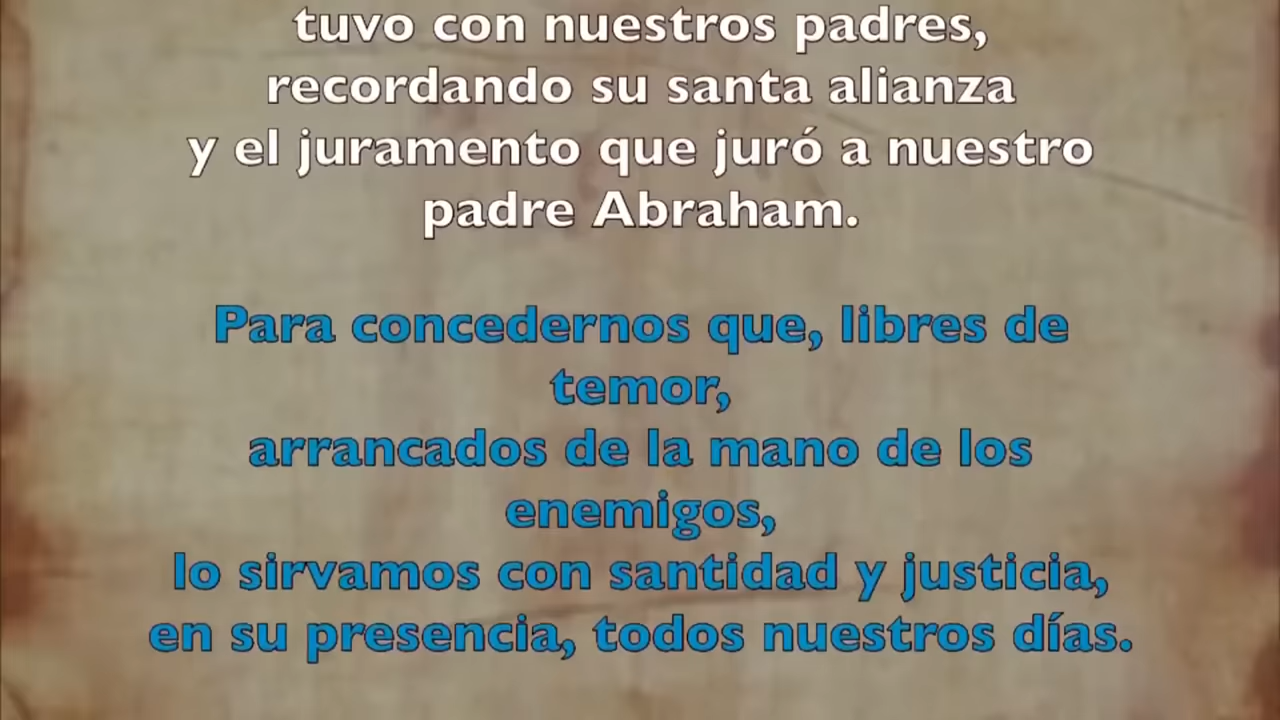 tuvo con nuestros padres,
recordando su santa alianza
y el juramento que juró a nuestro
padre Abraham.
Para concedernos que, libres de
temor,
arrancados de la mano de los
enemigos,
lo sirvamos con santidad y justicia,
en su presencia, todos nuestros días.